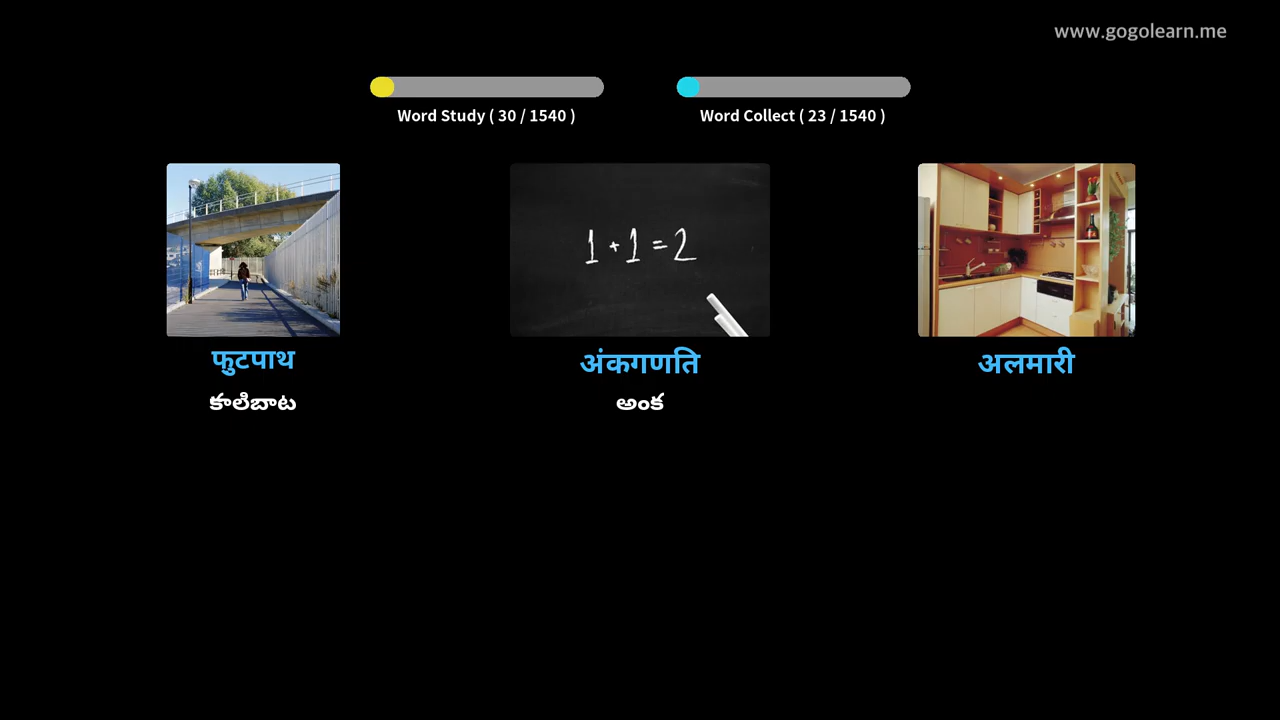 www.gogolearn.me
Word Study ( 30 / 1540 )
Word Collect ( 23 / 1540 )
1 + 1 = 2
फुटपाथ
अंकगणति
अलमारी
కాలిబాట
అంక